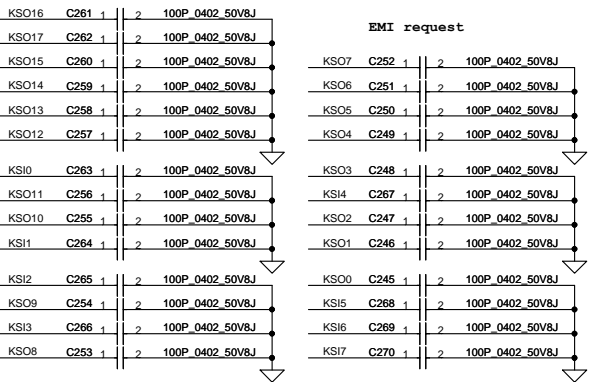 KSO16 C261 1 2 100P_0402_50V8J
KSO17 C262 1 2 100P_0402_50V8J
KSO15 C260 1 2 100P_0402_50V8J
KSO14 C259 1 2 100P_0402_50V8J
KSO13 C258 1 2 100P_0402_50V8J
KSO12 C257 1 2 100P_0402_50V8J
KSI0 C263 1 2 100P_0402_50V8J
KSO11 C256 1 2 100P_0402_50V8J
KSO10 C255 1 2 100P_0402_50V8J
KSI1 C264 1 2 100P_0402_50V8J
KSI2 C265 1 2 100P_0402_50V8J
KSO9 C254 1 2 100P_0402_50V8J
KSI3 C266 1 2 100P_0402_50V8J
KSO8 C253 1 2 100P_0402_50V8J
EMI request
KSO7 C252 1 2 100P_0402_50V8J
KSO6 C251 1 2 100P_0402_50V8J
KSO5 C250 1 2 100P_0402_50V8J
KSO4 C249 1 2 100P_0402_50V8J
KSO3 C248 1 2 100P_0402_50V8J
KSI4 C267 1 2 100P_0402_50V8J
KSO2 C247 1 2 100P_0402_50V8J
KSO1 C246 1 2 100P_0402_50V8J
KSO0 C245 1 2 100P_0402_50V8J
KSI5 C268 1 2 100P_0402_50V8J
KSI6 C269 1 2 100P_0402_50V8J
KSI7 C270 1 2 100P_0402_50V8J